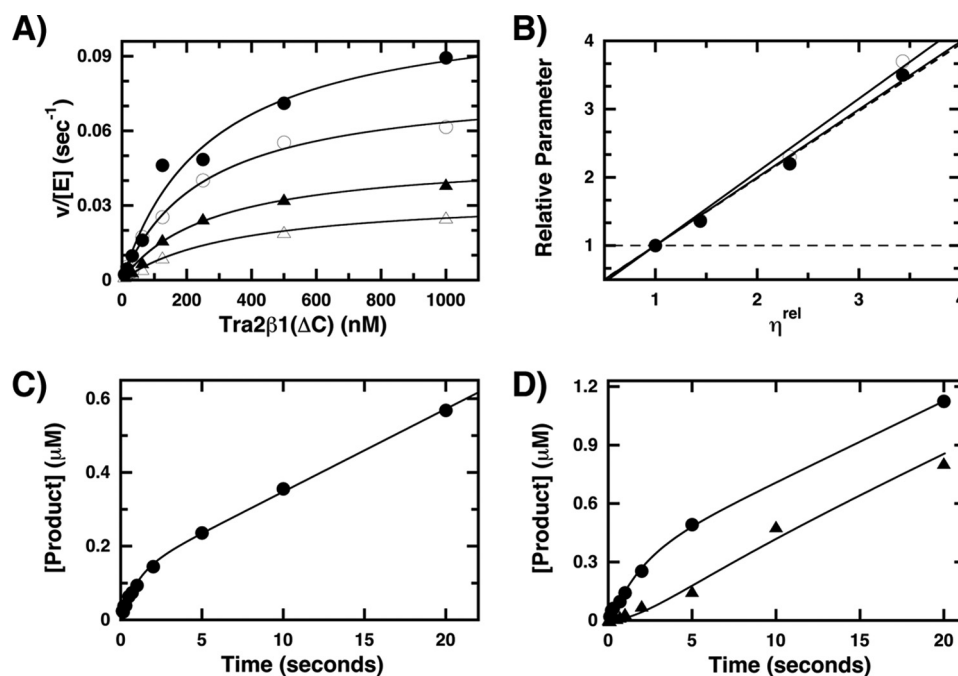 A)
0.09
0.06
0.03
0
v/[E] (sec⁻¹)
0 200 400 600 800 1000
Tra2β1(ΔC) (nM)
B)
4
3
2
1
Relative Parameter
1 2 3 4
η^rel
C)
0.6
0.4
0.2
0
[Product] (μM)
0 5 10 15 20
Time (seconds)
D)
1.2
0.9
0.6
0.3
0
[Product] (μM)
0 5 10 15 20
Time (seconds)